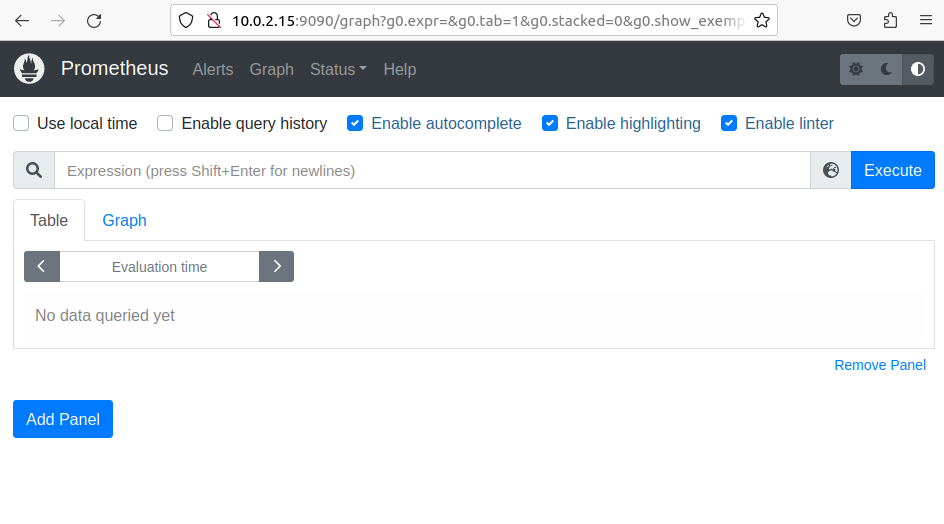 10.0.2.15:9090/graph?g0.expr=&g0.tab=1&g0.stacked=0&g0.show_exemp
Prometheus Alerts Graph Status Help
Use local time Enable query history Enable autocomplete Enable highlighting Enable linter
Expression (press Shift+Enter for newlines) Execute
Table Graph
Evaluation time
No data queried yet
Remove Panel
Add Panel